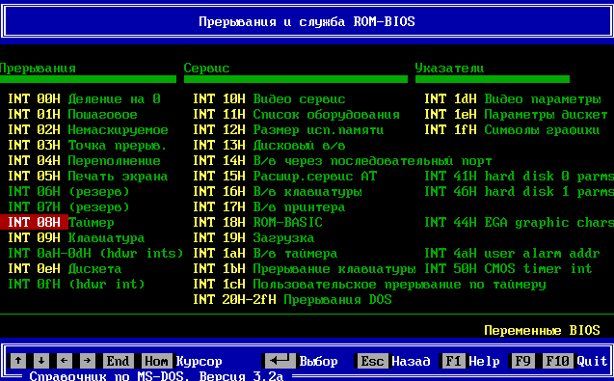 Прерывания и служба ROM-BIOS
Прерывания Сервис Указатели
INT 00H Деление на 0 INT 10H Видео сервис INT 1dH Видео параметры
INT 01H Пошаговое INT 11H Список оборудования INT 1eH Параметры дискет
INT 02H Немаскируемое INT 12H Размер исп.памяти INT 1fH Символы графики
INT 03H Точка прерыв. INT 13H Дисковый в/в
INT 04H Переполнение INT 14H В/в через последовательный порт
INT 05H Печать экрана INT 15H Расшир.сервис AT INT 41H hard disk 0 parms
INT 06H (резерв) INT 16H В/в клавиатуры INT 46H hard disk 1 parms
INT 07H (резерв) INT 17H В/в принтера
INT 08H Таймер INT 18H ROM-BASIC INT 44H EGA graphic chars
INT 09H Клавиатура INT 19H Загрузка
INT 0aH-0dH (hdur ints) INT 1aH В/в таймера INT 4aH user alarm addr
INT 0eH Дискета INT 1bH Прерывание клавиатуры INT 50H CMOS timer int
INT 0fH (hdur int) INT 1cH Пользовательское прерывание по таймеру
INT 20H-2fH Прерывания DOS
Переменные BIOS
↑ ↓ ← → End Hom Курсор ←┘ Выбор Esc Назад F1 Help F9 F10 Quit
Справочник по MS-DOS. Версия 3.2a